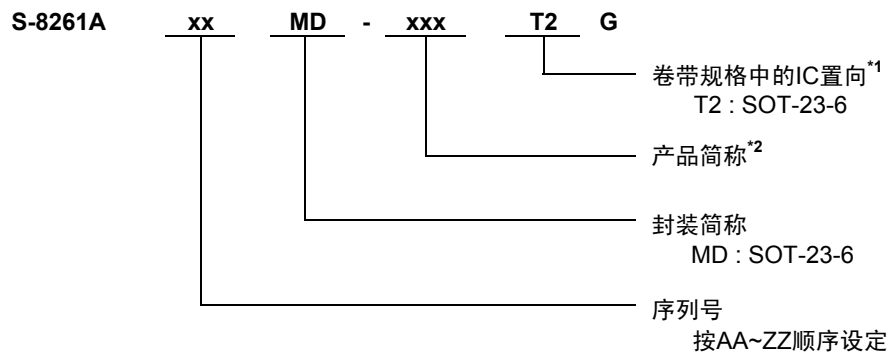 S-8261A xx MD - xxx T2 G
卷带规格中的IC置向*1
T2 : SOT-23-6
产品简称*2
封装简称
MD : SOT-23-6
序列号
按AA~ZZ顺序设定